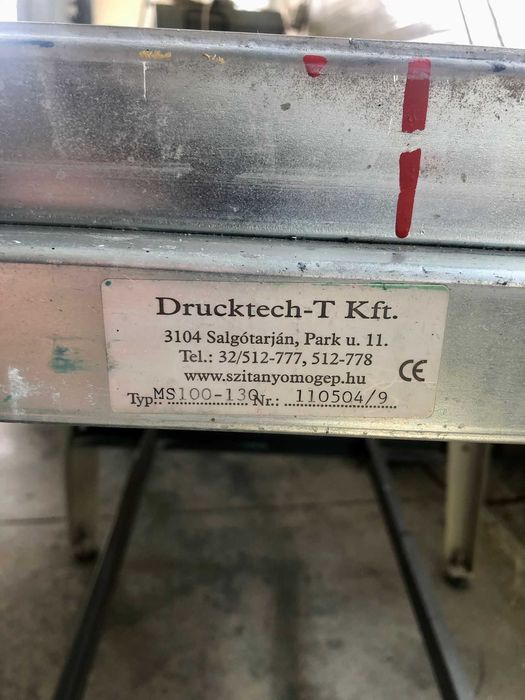 Drucktech-T Kft.
3104 Salgótarján, Park u. 11.
Tel.: 32/512-777, 512-778
www.szitanyomogep.hu
CE
Typ.: MS100-130 Nr.: 110504/9